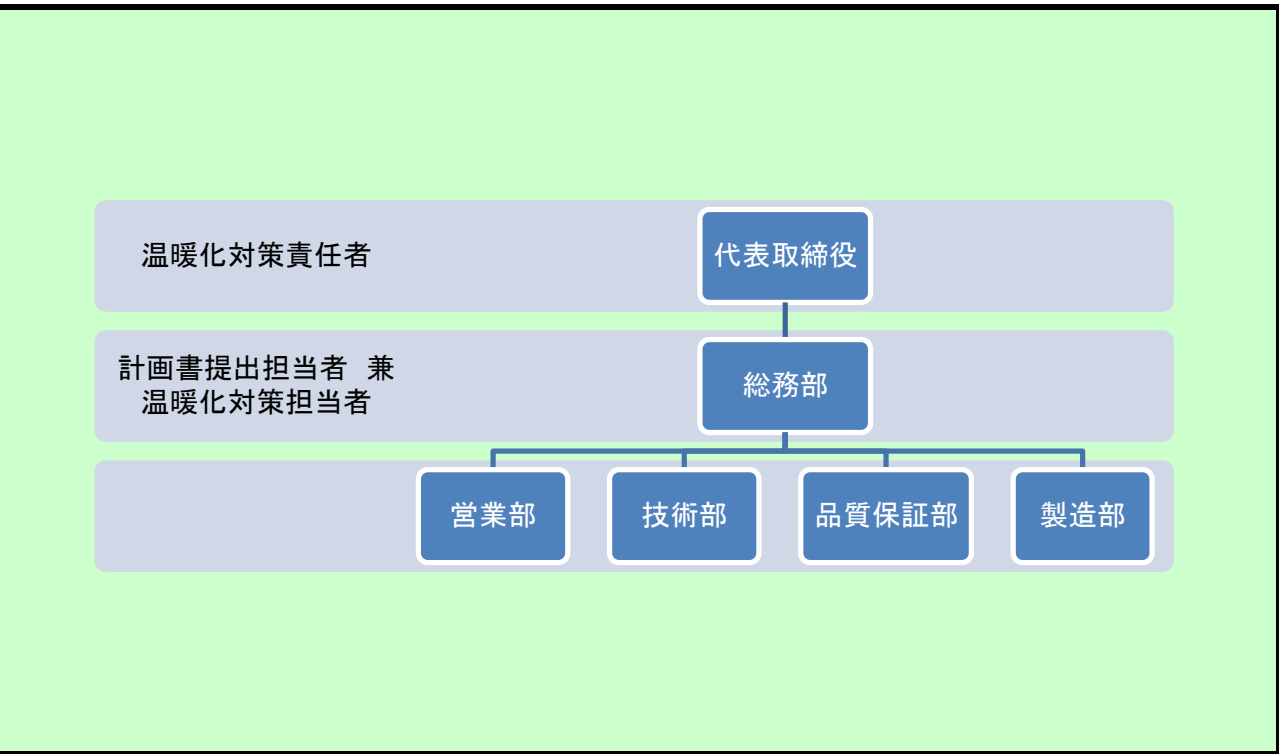 温暖化対策責任者
代表取締役
計画書提出担当者　兼
温暖化対策担当者
総務部
営業部
技術部
品質保証部
製造部